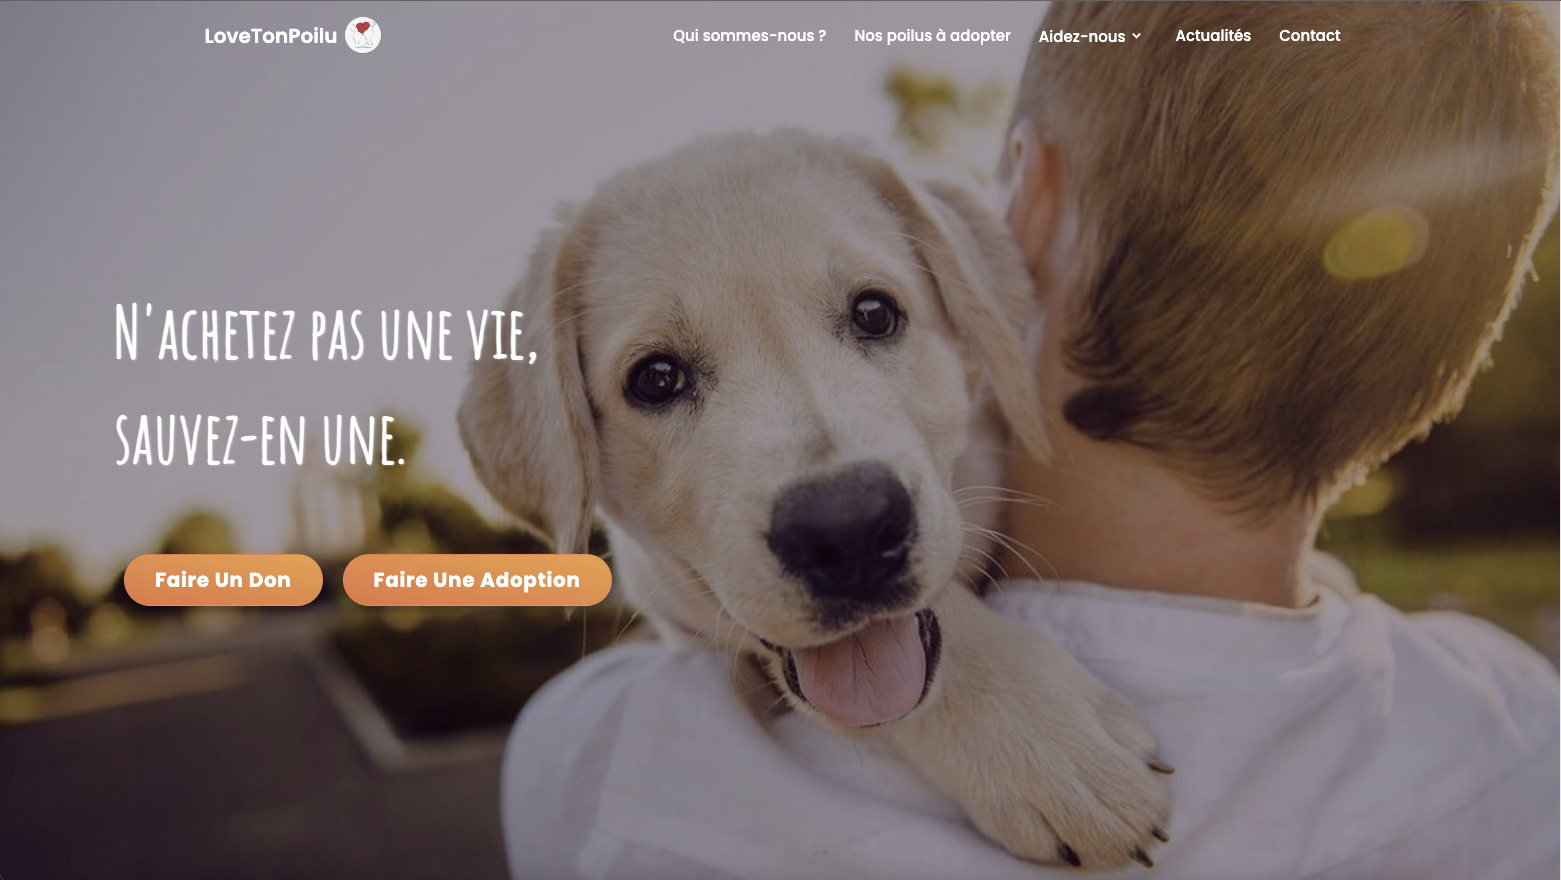 LoveTonPoilu
Qui sommes-nous ?
Nos poilus à adopter
Aidez-nous
Actualités
Contact
N'achetez pas une vie,
sauvez-en une.
Faire Un Don
Faire Une Adoption